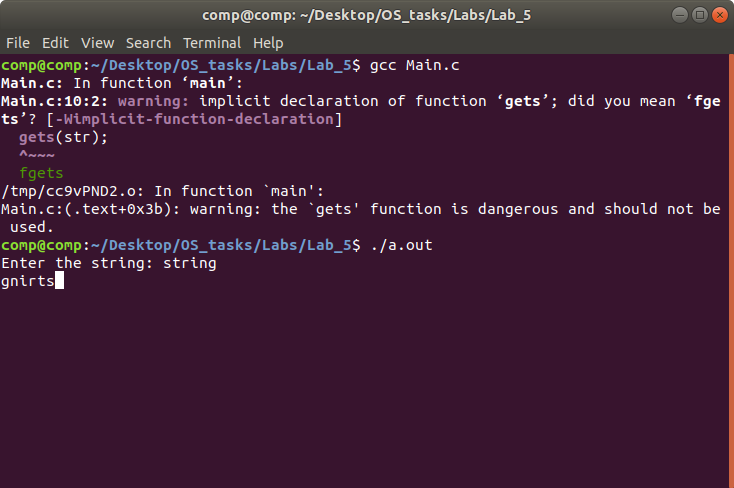 comp@comp: ~/Desktop/OS_tasks/Labs/Lab_5
File Edit View Search Terminal Help
comp@comp:~/Desktop/OS_tasks/Labs/Lab_5$ gcc Main.c
Main.c: In function ‘main’:
Main.c:10:2: warning: implicit declaration of function ‘gets’; did you mean ‘fge
ts’? [-Wimplicit-function-declaration]
  gets(str);
  ^~~~
  fgets
/tmp/cc9vPND2.o: In function `main':
Main.c:(.text+0x3b): warning: the `gets' function is dangerous and should not be
 used.
comp@comp:~/Desktop/OS_tasks/Labs/Lab_5$ ./a.out
Enter the string: string
gnirts